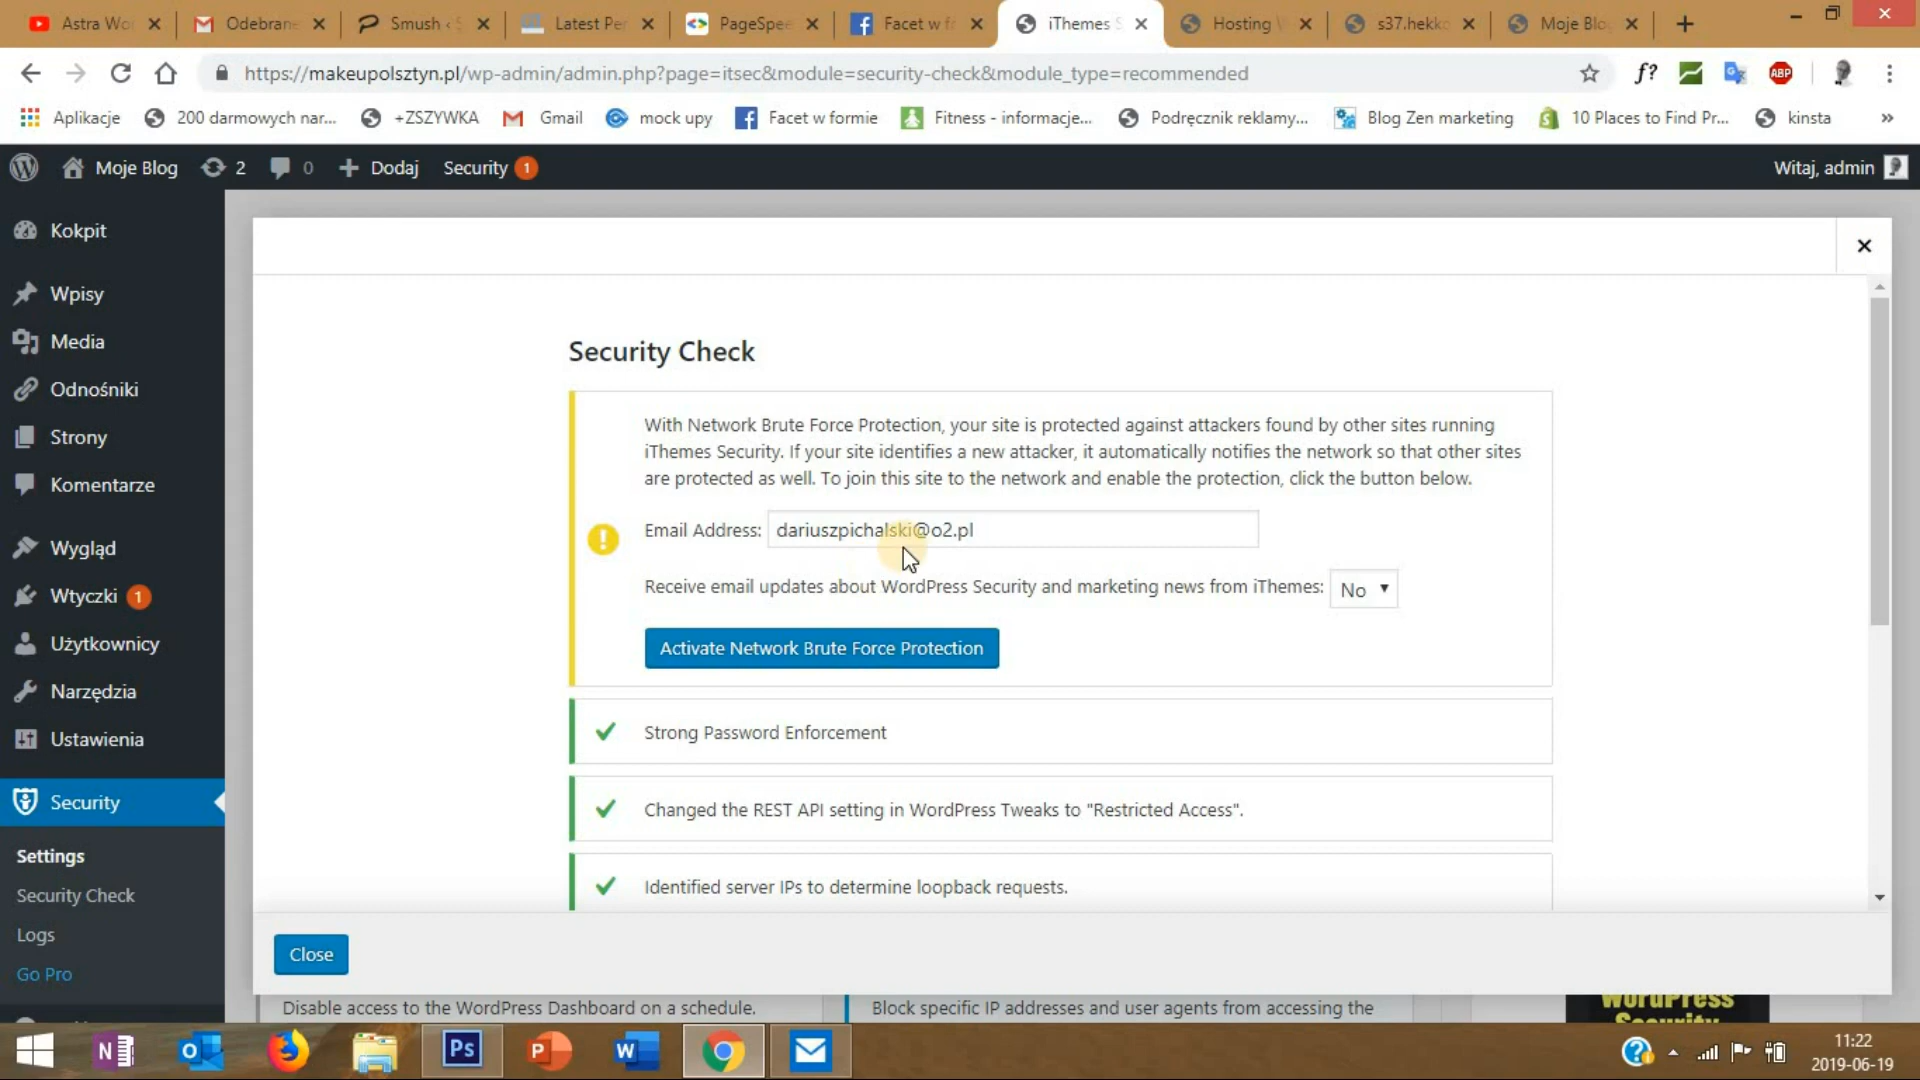 Astra Wo
Odebrane
Smush ‹ S
Latest Per
PageSpee
Facet w fr
iThemes S
Hosting W
s37.hekko
Moje Blog
https://makeupolsztyn.pl/wp-admin/admin.php?page=itsec&module=security-check&module_type=recommended
f?
ABP
Aplikacje
200 darmowych nar...
+ZSZYWKA
Gmail
mock upy
Facet w formie
Fitness - informacje...
Podręcznik reklamy...
Blog Zen marketing
10 Places to Find Pr...
kinsta
»
Moje Blog
2
0
Dodaj
Security 1
Witaj, admin
Kokpit
Wpisy
Media
Odnośniki
Strony
Komentarze
Wygląd
Wtyczki 1
Użytkownicy
Narzędzia
Ustawienia
Security
Settings
Security Check
Logs
Go Pro
Security Check
With Network Brute Force Protection, your site is protected against attackers found by other sites running
iThemes Security. If your site identifies a new attacker, it automatically notifies the network so that other sites
are protected as well. To join this site to the network and enable the protection, click the button below.
Email Address: dariuszpichalski@o2.pl
Receive email updates about WordPress Security and marketing news from iThemes: No
Activate Network Brute Force Protection
Strong Password Enforcement
Changed the REST API setting in WordPress Tweaks to "Restricted Access".
Identified server IPs to determine loopback requests.
Close
Disable access to the WordPress Dashboard on a schedule.
Block specific IP addresses and user agents from accessing the
WordPress
Security
N
Ps
P
W
11:22
2019-06-19